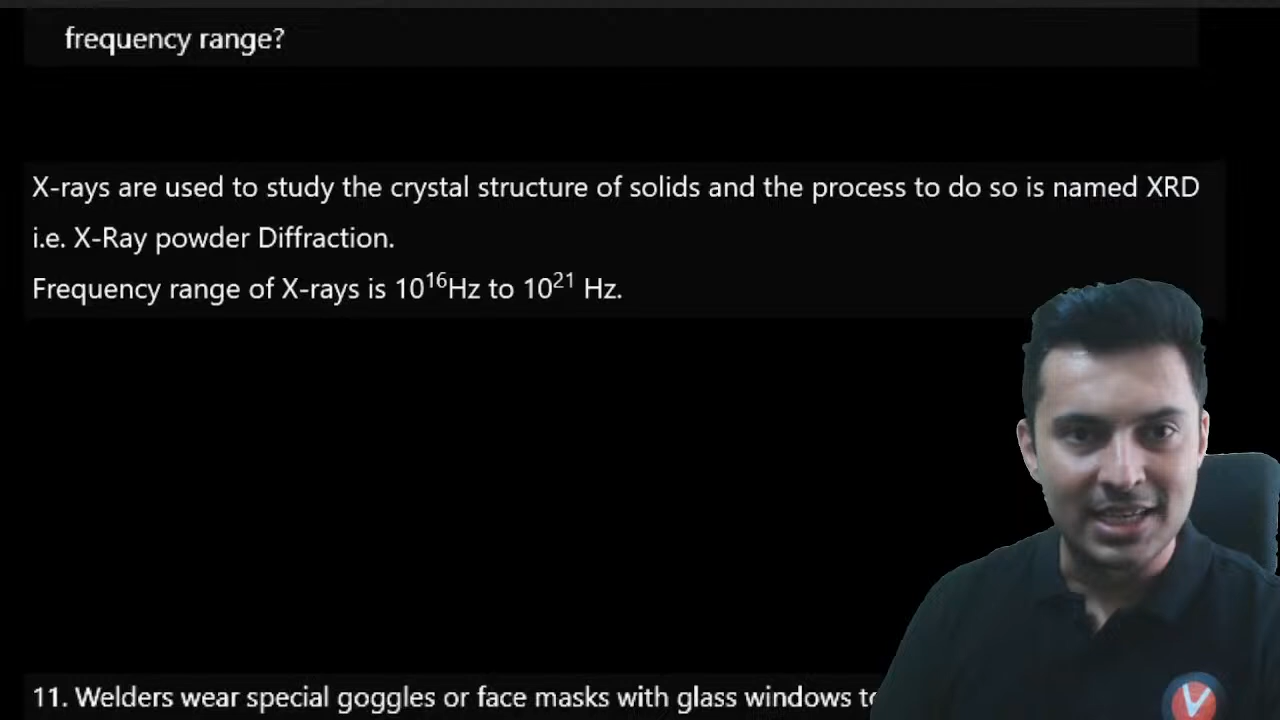 frequency range?
X-rays are used to study the crystal structure of solids and the process to do so is named XRD
i.e. X-Ray powder Diffraction.
Frequency range of X-rays is 10¹⁶Hz to 10²¹ Hz.
11. Welders wear special goggles or face masks with glass windows